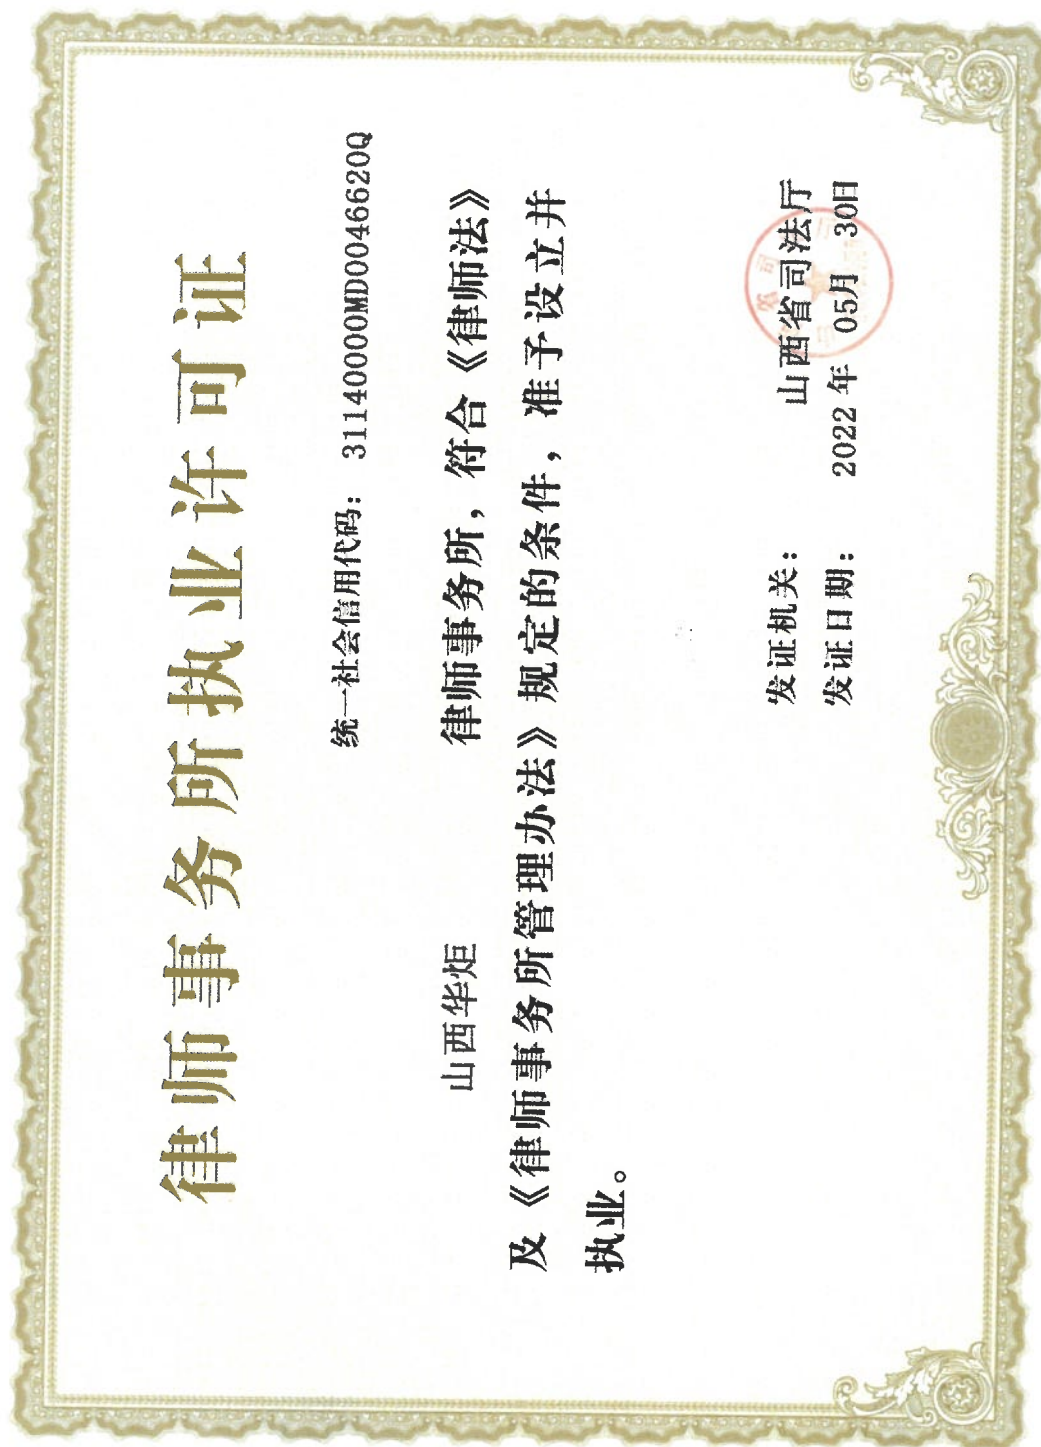 律师事务所执业许可证
统一社会信用代码：31140000MD0046620Q
山西华炬 律师事务所，符合《律师法》
及《律师事务所管理办法》规定的条件，准予设立并
执业。
发证机关： 山西省司法厅
发证日期： 2022 年 05月 30日